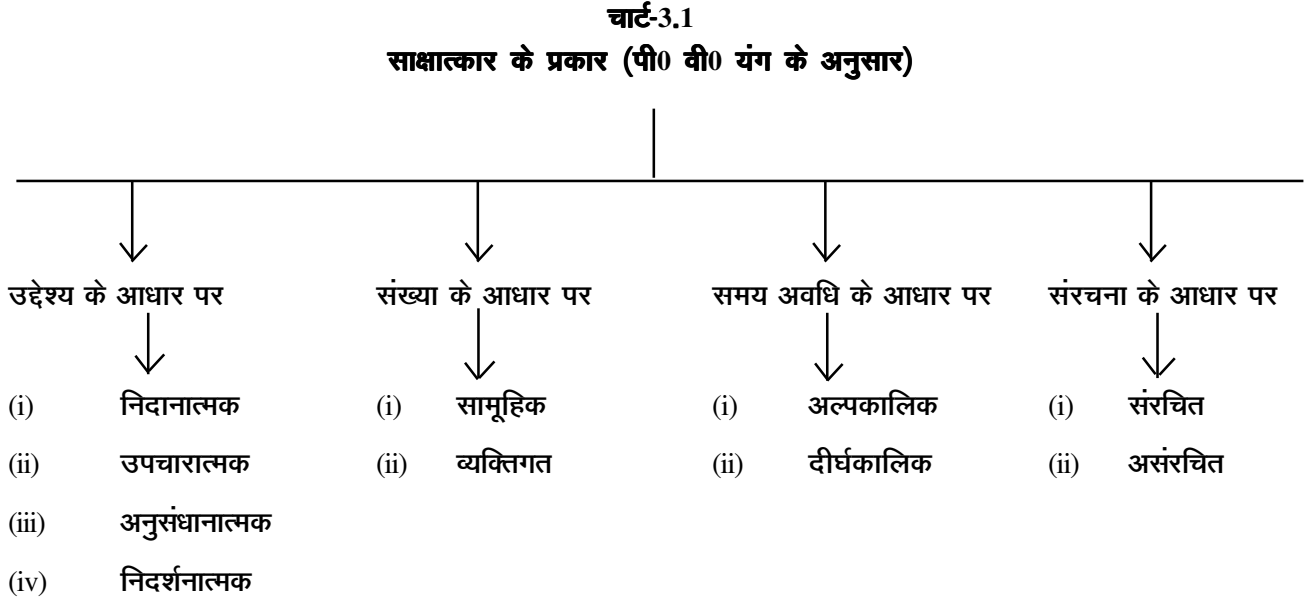 चार्ट-3.1
साक्षात्कार के प्रकार (पी0 वी0 यंग के अनुसार)
उद्देश्य के आधार पर संख्या के आधार पर समय अवधि के आधार पर संरचना के आधार पर
(i) निदानात्मक (i) सामूहिक (i) अल्पकालिक (i) संरचित
(ii) उपचारात्मक (ii) व्यक्तिगत (ii) दीर्घकालिक (ii) असंरचित
(iii) अनुसंधानात्मक
(iv) निदर्शनात्मक